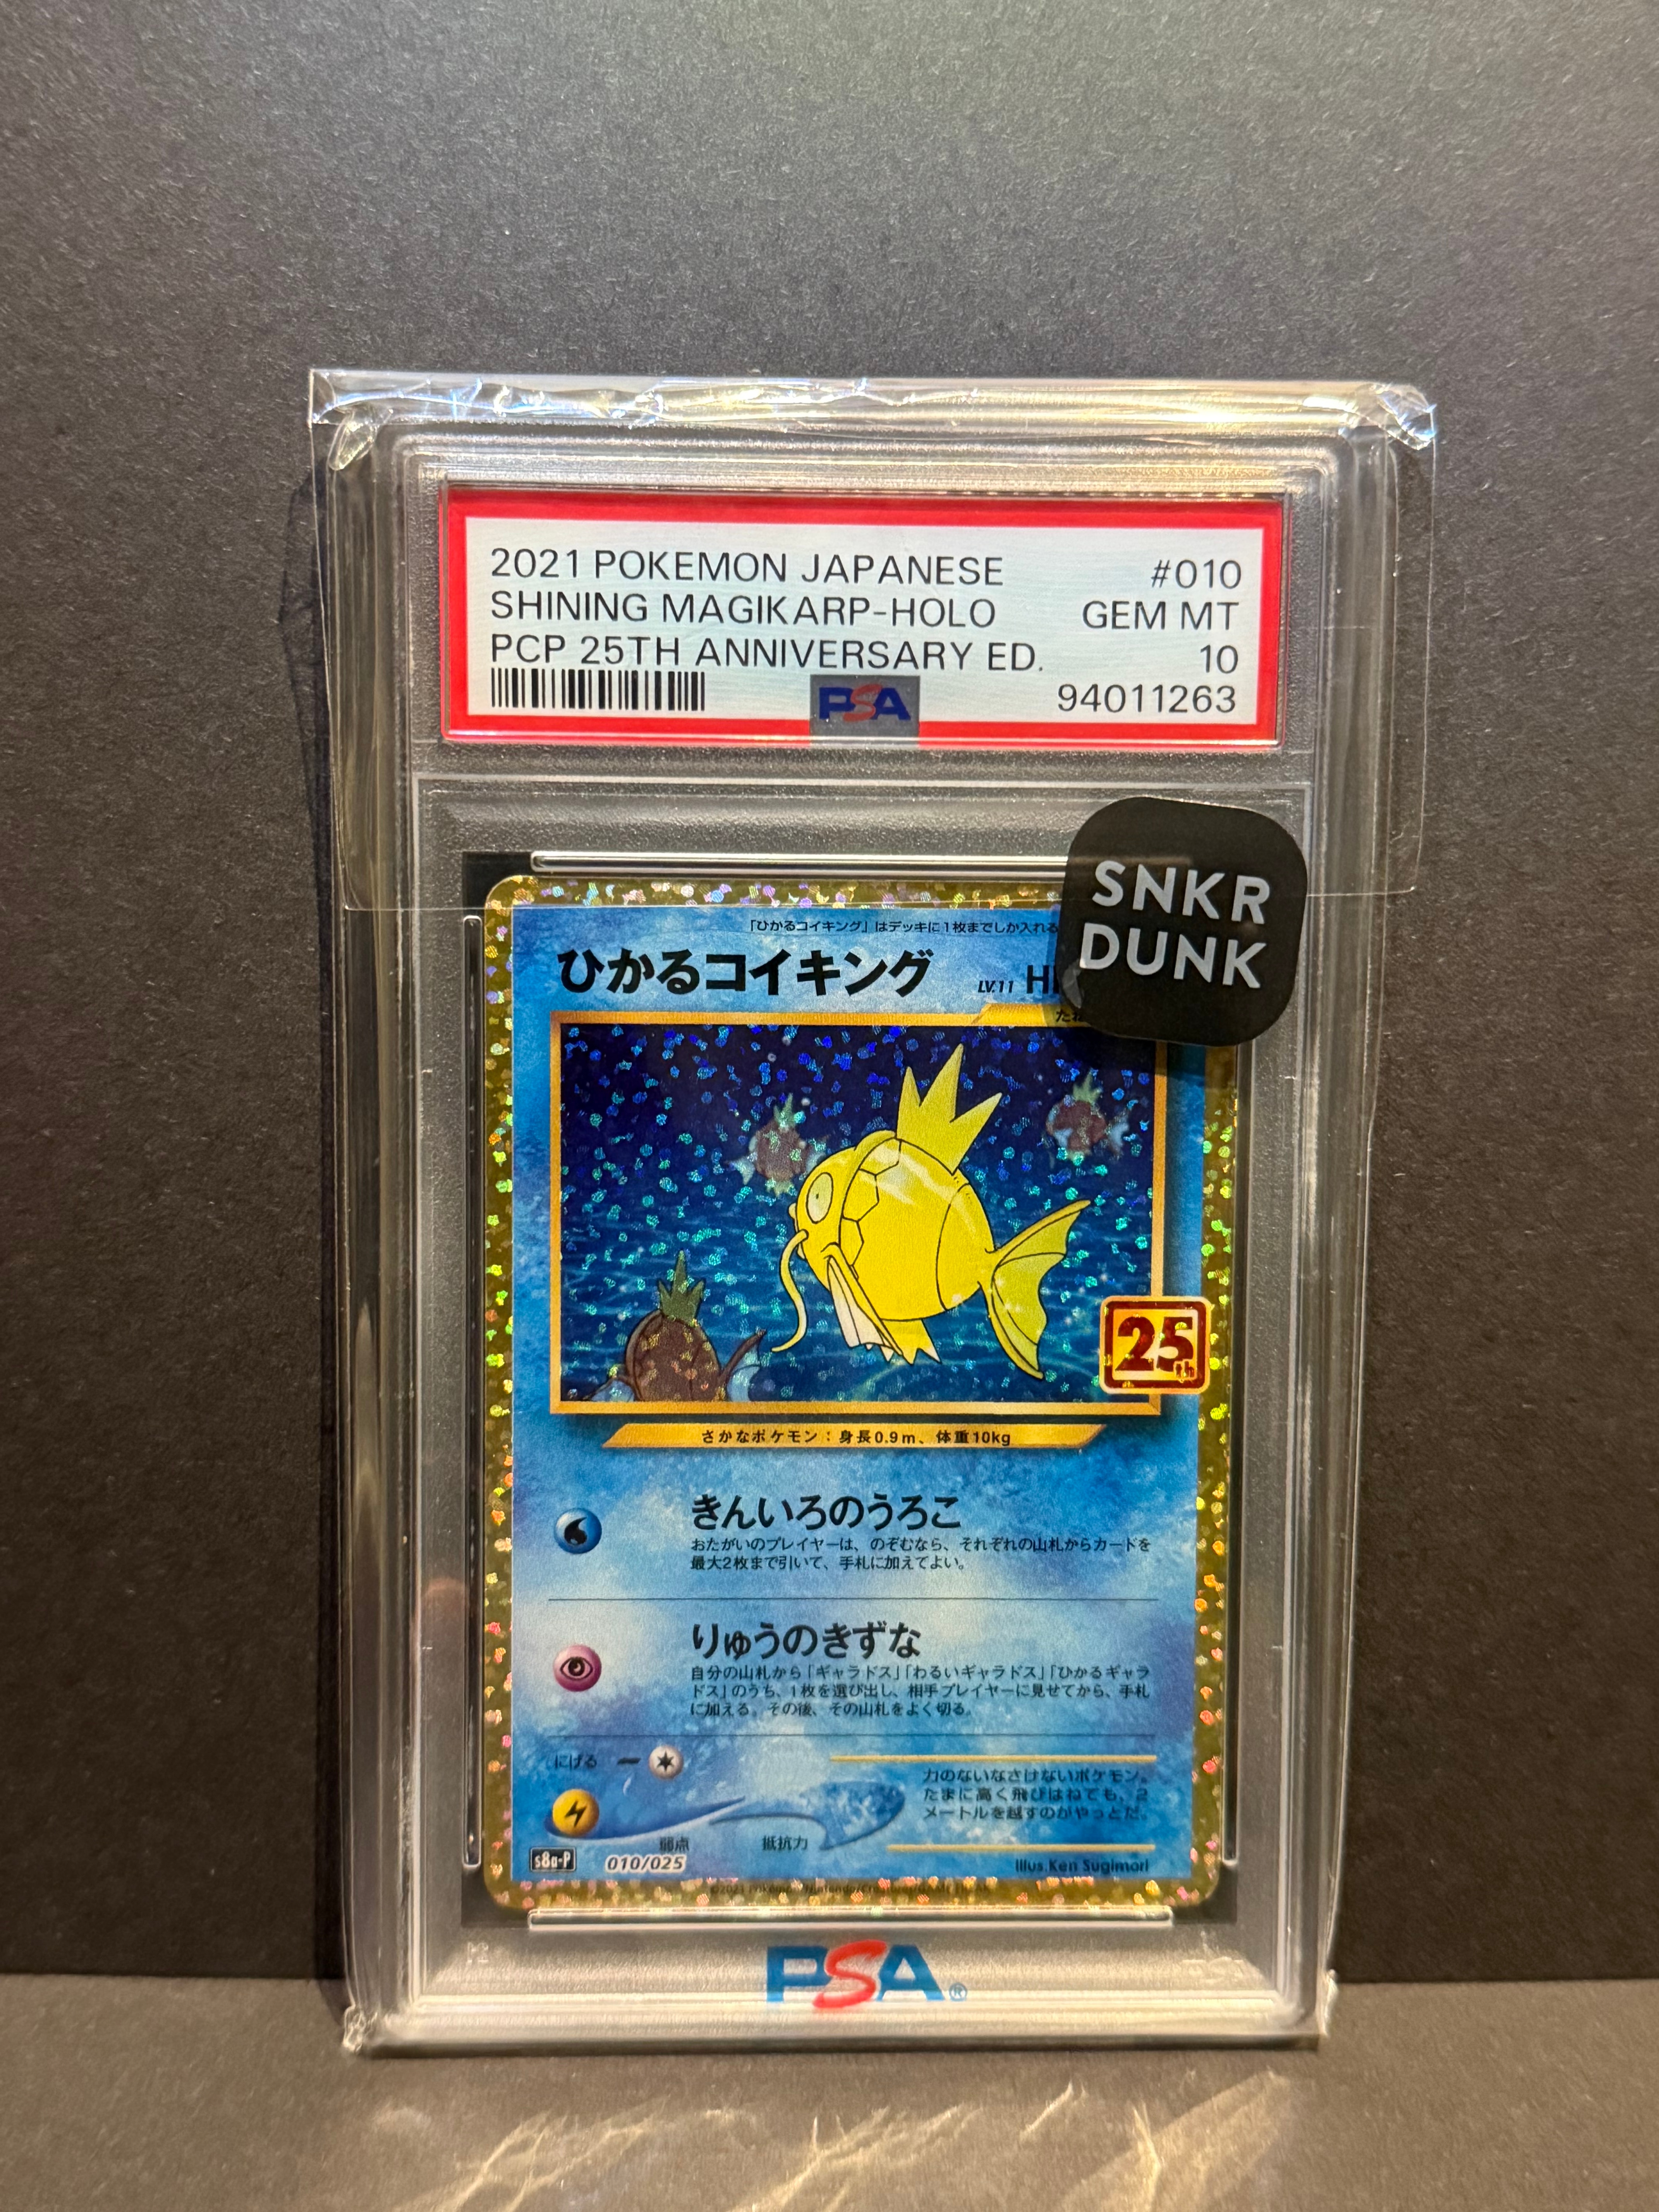 2021 POKEMON JAPANESE #010
SHINING MAGIKARP-HOLO GEM MT
PCP 25TH ANNIVERSARY ED. 10
PSA 94011263
SNKR
DUNK
「ひかるコイキング」はデッキに1枚までしか入れる
ひかるコイキング LV.11
25th
さかなポケモン：身長0.9m、体重10kg
きんいろのうろこ
おたがいのプレイヤーは、のぞむなら、それぞれの山札からカードを
最大2枚まで引いて、手札に加えてよい。
りゅうのきずな
自分の山札から「ギャラドス」「わるいギャラドス」「ひかるギャラ
ドス」のうち、1枚を選び出し、相手プレイヤーに見せてから、手札
に加える。その後、その山札をよく切る。
にげる
力のないなさけないポケモン。
たまに高く飛びはねても、2
メートルを越すのがやっとだ。
弱点 抵抗力
s8a-P 010/025 Illus.Ken Sugimori
PSA®